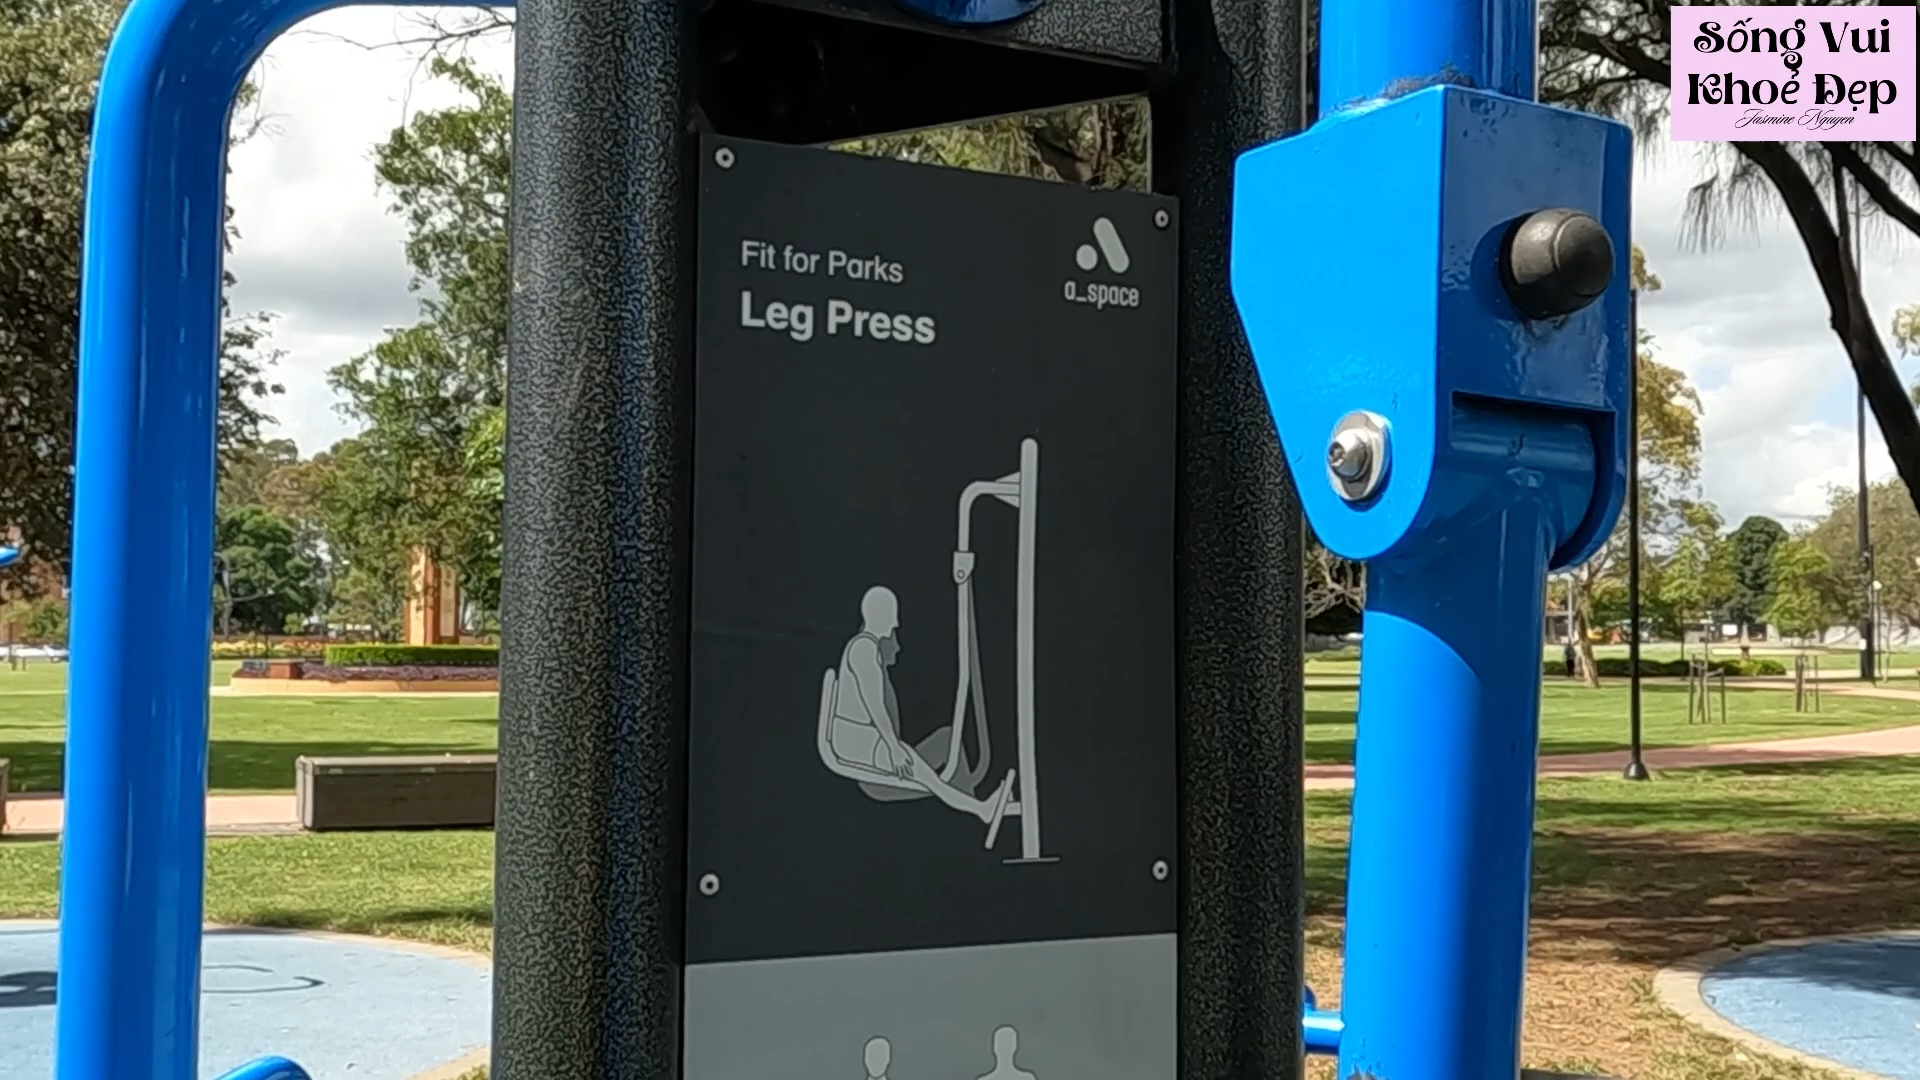 Sống Vui
Khoẻ Đẹp
Jasmine Nguyen
Fit for Parks
Leg Press
a_space